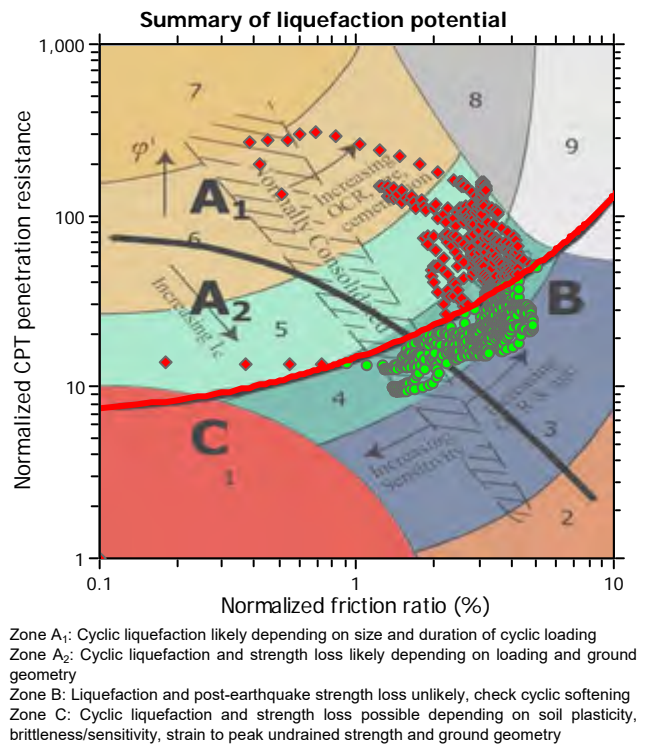 Summary of liquefaction potential
1,000
7
8
9
φ'
Increasing
OCR, age,
cementation
A1
Normally Consolidated
100
6
A2
Increasing Ic
5
B
10
4
C
1
Increasing
OCR & age
Increasing
Sensitivity
3
2
1
0.1
1
10
Normalized CPT penetration resistance
Normalized friction ratio (%)
Zone A1: Cyclic liquefaction likely depending on size and duration of cyclic loading
Zone A2: Cyclic liquefaction and strength loss likely depending on loading and ground
geometry
Zone B: Liquefaction and post-earthquake strength loss unlikely, check cyclic softening
Zone C: Cyclic liquefaction and strength loss possible depending on soil plasticity,
brittleness/sensitivity, strain to peak undrained strength and ground geometry